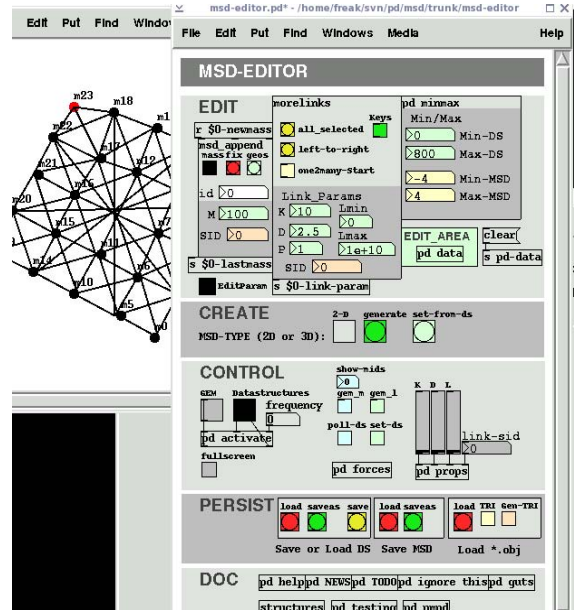 Edit Put Find Window
m23
m18
m1
m22
m17
m12
m21
m16
m20
m15
m7
m11
m14
m6
m10
m5
m0
msd-editor.pd* - /home/freak/svn/pd/msd/trunk/msd-editor
File Edit Put Find Windows Media Help
MSD-EDITOR
EDIT
r $0-newmass
msd_append
mass fix geos
id 0
M 100
SID 0
s $0-lastmass
EditParam
morelinks
Keys
all_selected
left-to-right
one2many-start
Link_Params
K 10
Lmin
0
D 2.5
Lmax
P 1
1e+10
SID 0
s $0-link-param
pd minmax
Min/Max
0 Min-DS
800 Max-DS
-4 Min-MSD
4 Max-MSD
EDIT_AREA
pd data
clear
s pd-data
CREATE
2-D generate set-from-ds
MSD-TYPE (2D or 3D):
CONTROL
GEM Datastructures
frequency
0
pd activate
fullscreen
show-mids
0
gem_m gem_l
poll-ds set-ds
pd forces
K D L
link-sid
0
pd props
PERSIST
load saveas save
Save or Load DS
load saveas
Save MSD
load TRI Gen-TRI
Load *.obj
DOC
pd help pd NEWS pd TODO pd ignore this pd guts
structures pd testing pd pmpd